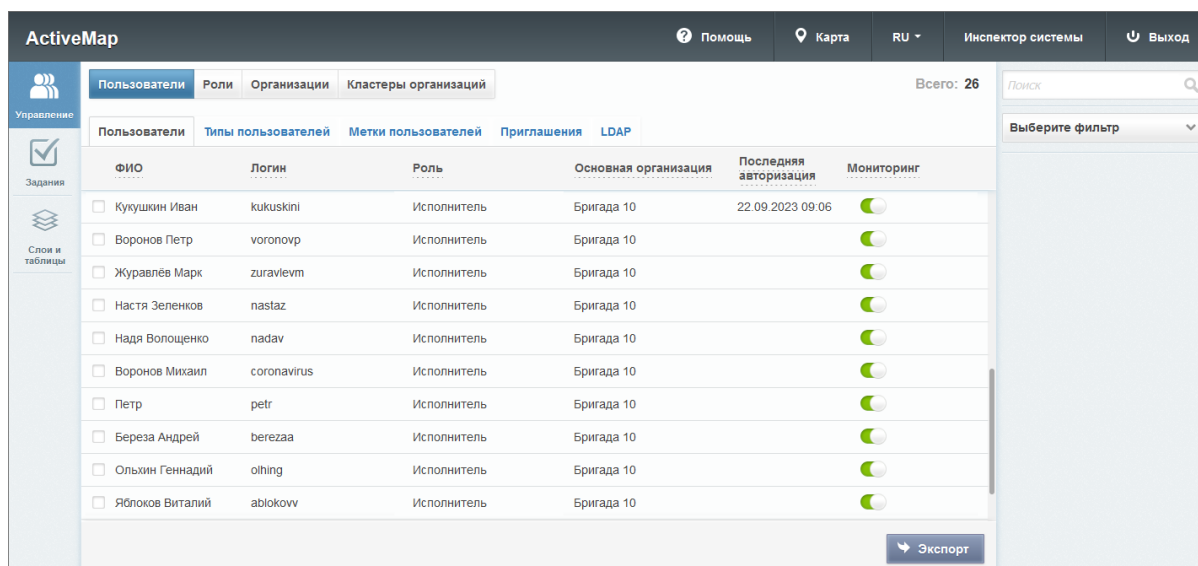 ActiveMap Помощь Карта RU Инспектор системы Выход
Управление
Задания
Слои и
таблицы
Пользователи Роли Организации Кластеры организаций Всего: 26
Поиск
Выберите фильтр
Пользователи Типы пользователей Метки пользователей Приглашения LDAP
ФИО Логин Роль Основная организация Последняя авторизация Мониторинг
Кукушкин Иван kukuskini Исполнитель Бригада 10 22.09.2023 09:06
Воронов Петр voronovp Исполнитель Бригада 10
Журавлёв Марк zuravlevm Исполнитель Бригада 10
Настя Зеленков nastaz Исполнитель Бригада 10
Надя Волощенко nadav Исполнитель Бригада 10
Воронов Михаил coronavirus Исполнитель Бригада 10
Петр petr Исполнитель Бригада 10
Береза Андрей berezaa Исполнитель Бригада 10
Ольхин Геннадий olhing Исполнитель Бригада 10
Яблоков Виталий ablokovv Исполнитель Бригада 10
Экспорт